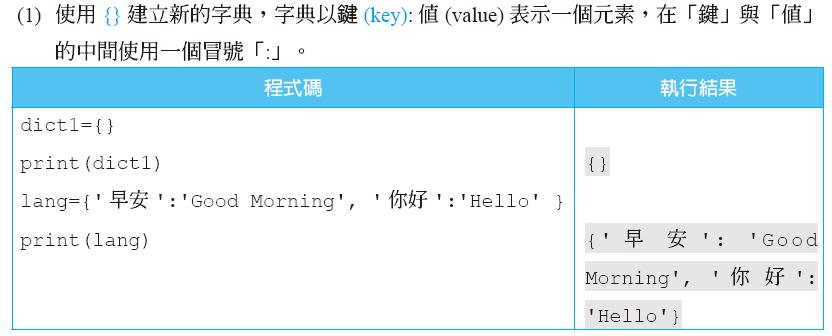 (1) 使用 {} 建立新的字典，字典以鍵 (key): 值 (value) 表示一個元素，在「鍵」與「值」
的中間使用一個冒號「:」。
程式碼 執行結果
dict1={}
print(dict1) {}
lang={'早安':'Good Morning', '你好':'Hello' }
print(lang) {'早 安': 'Good
Morning', '你 好':
'Hello'}